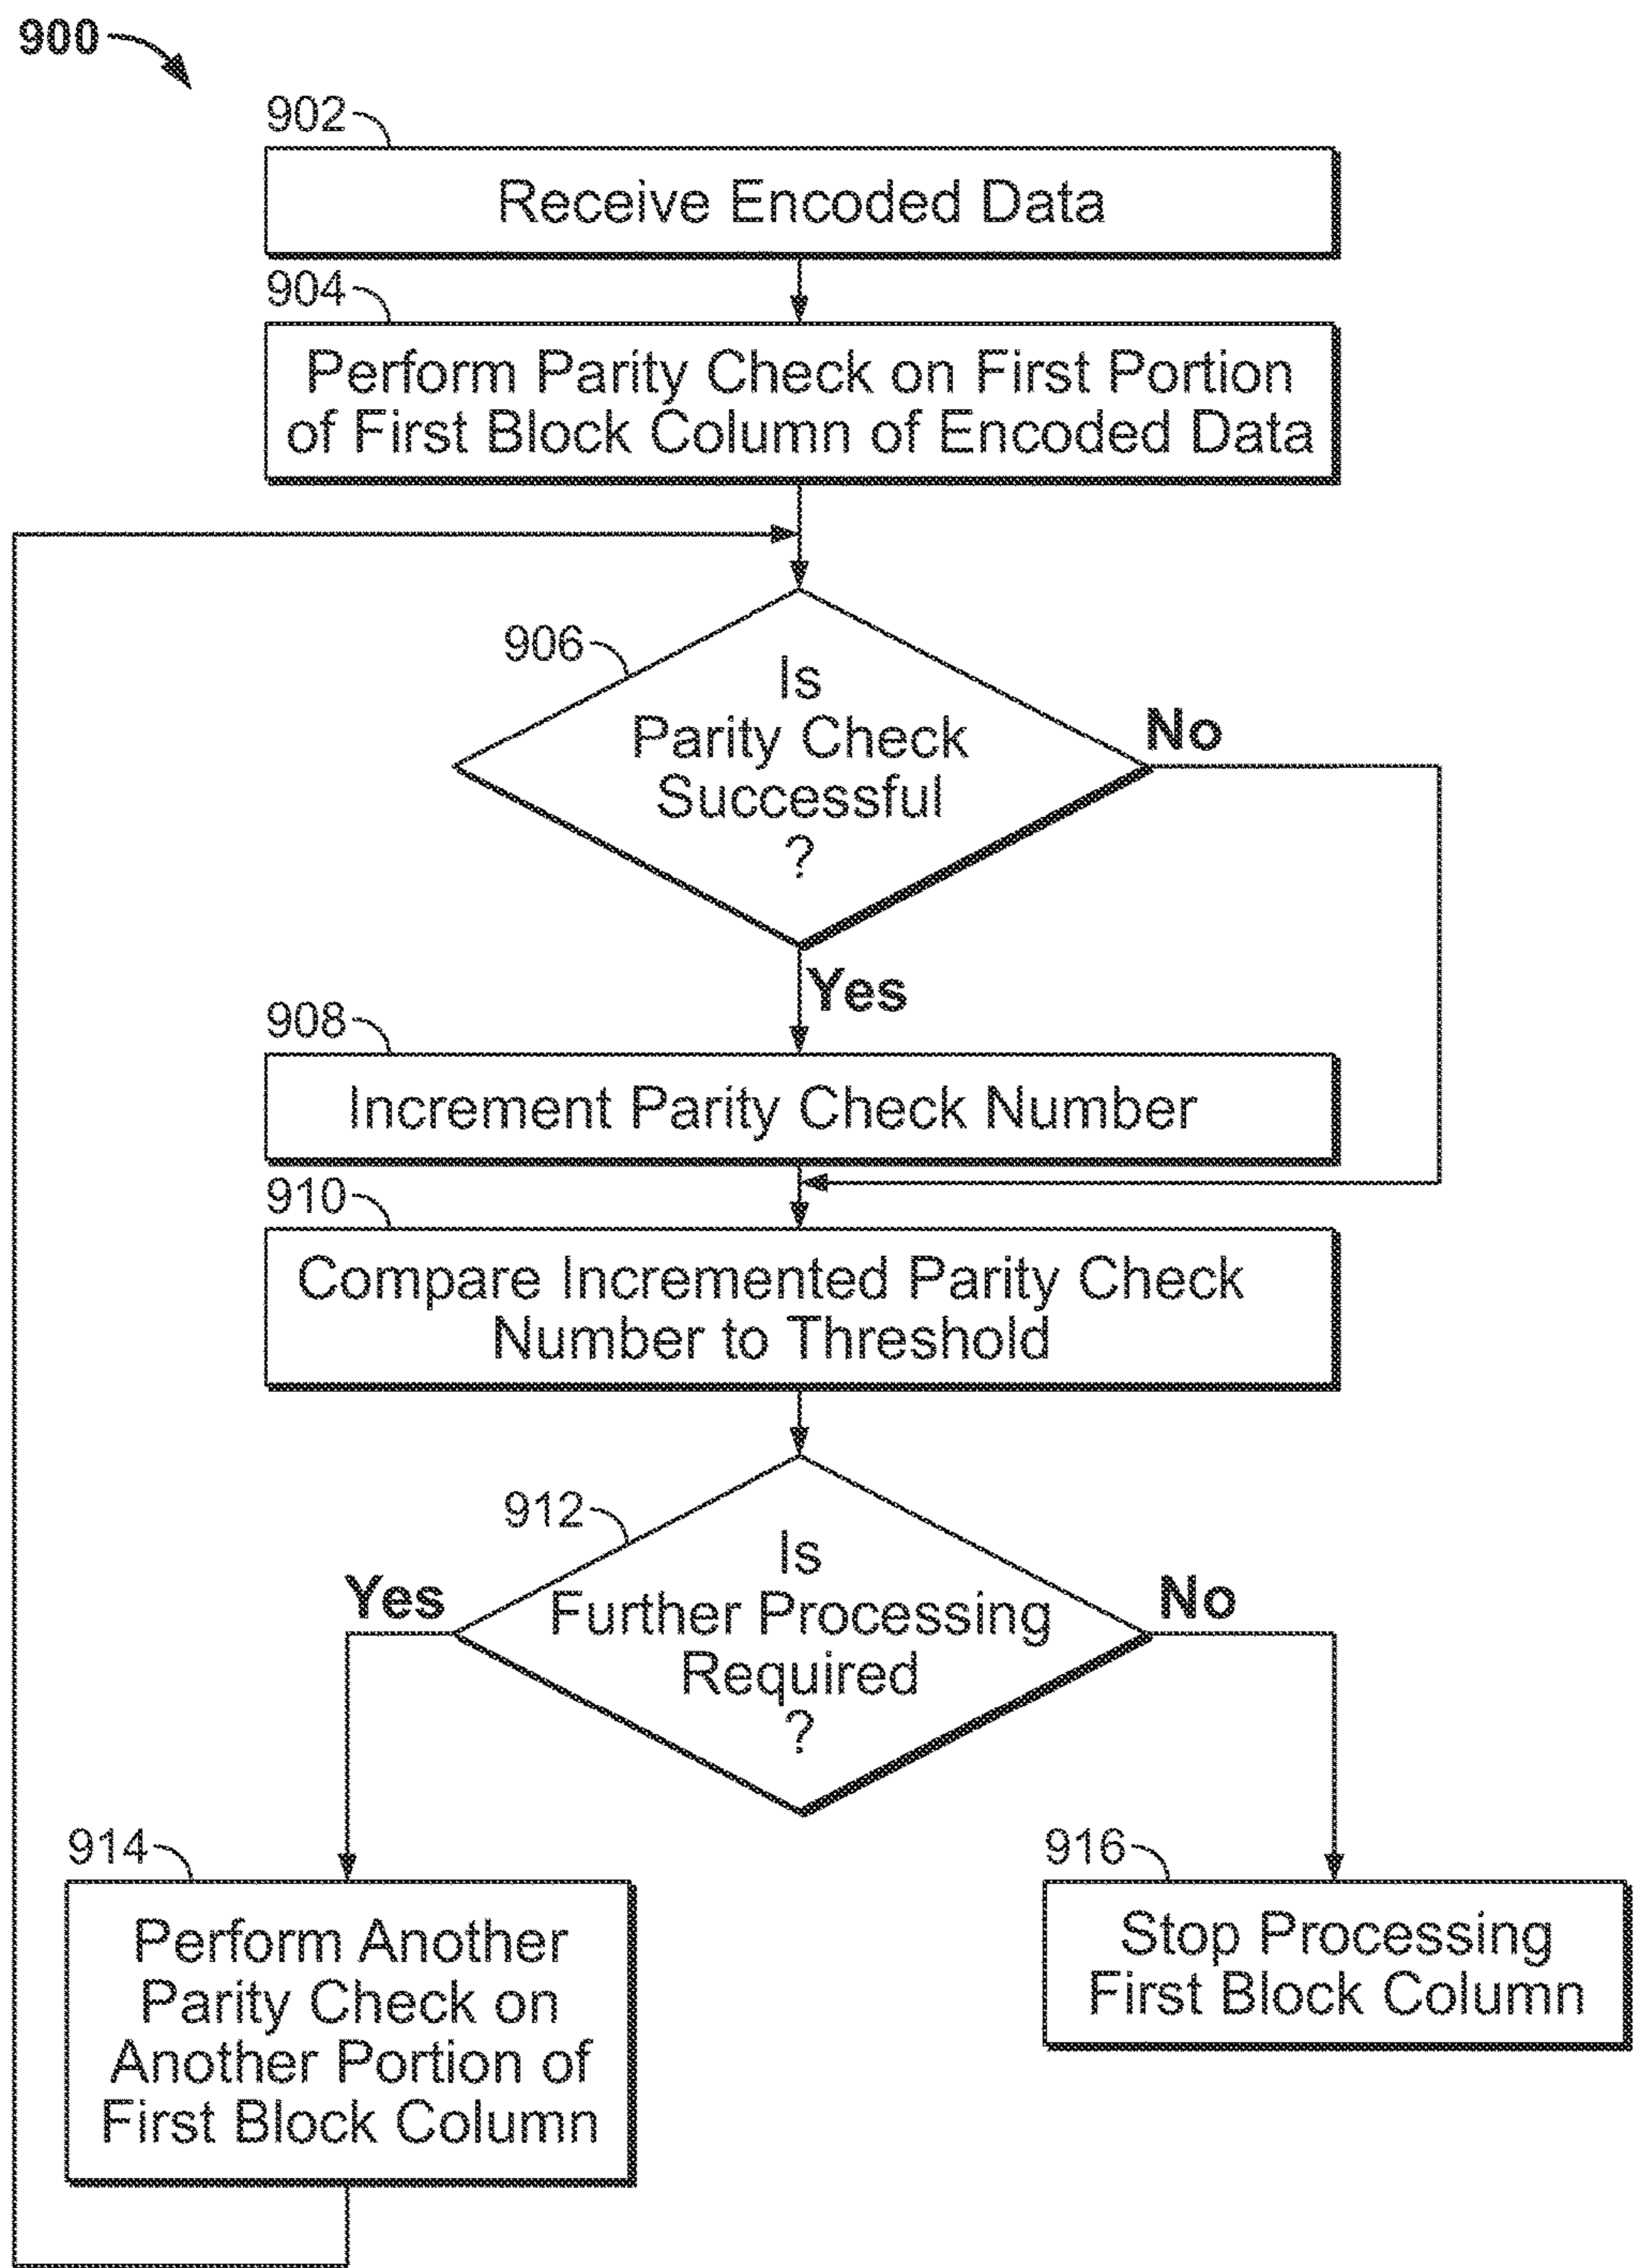 900
902
Receive Encoded Data
904
Perform Parity Check on First Portion
of First Block Column of Encoded Data
906
Is
Parity Check
Successful
?
No
Yes
908
Increment Parity Check Number
910
Compare Incremented Parity Check
Number to Threshold
912
Is
Further Processing
Required
?
Yes
No
914
Perform Another
Parity Check on
Another Portion of
First Block Column
916
Stop Processing
First Block Column